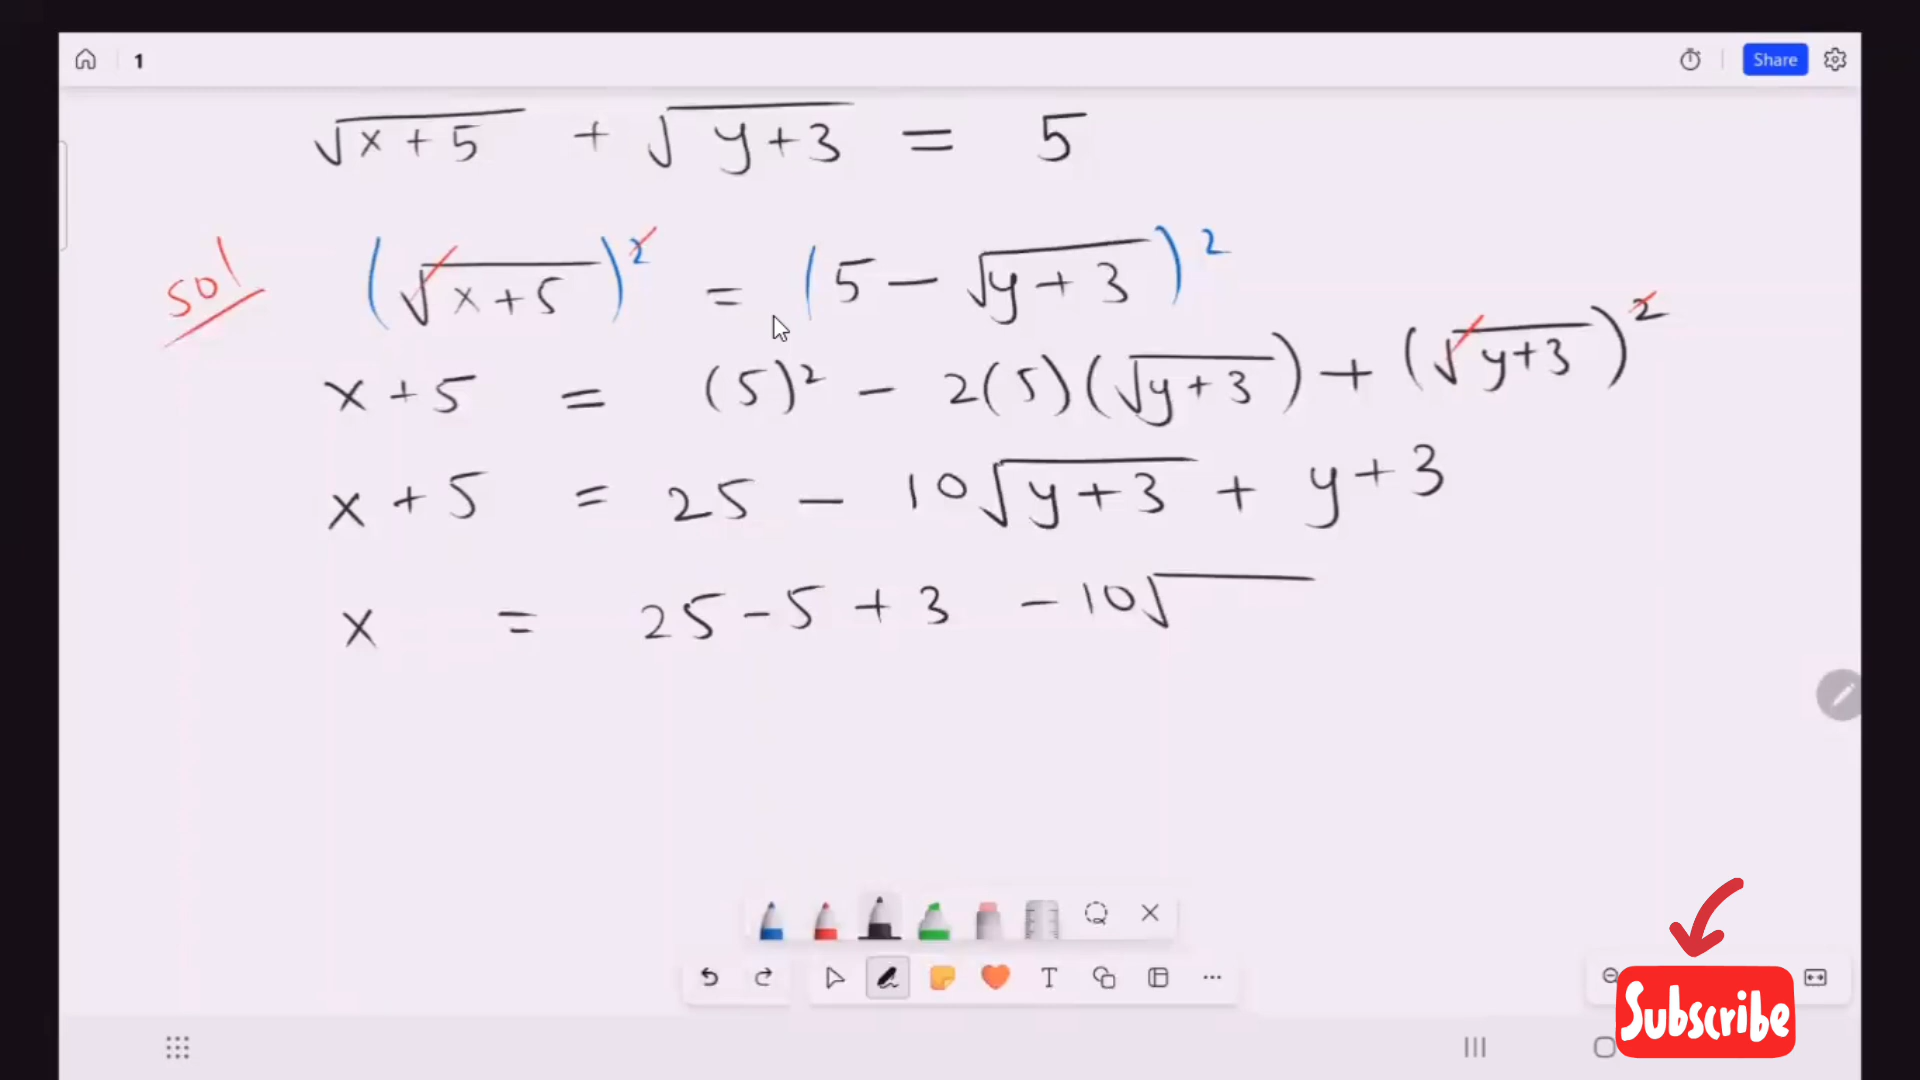 1 Share
√x+5 + √y+3 = 5
sol (√x+5)² = (5 - √y+3)²
x+5 = (5)² - 2(5)(√y+3) + (√y+3)²
x+5 = 25 - 10√y+3 + y+3
x = 25-5+3 -10√
T
Subscribe